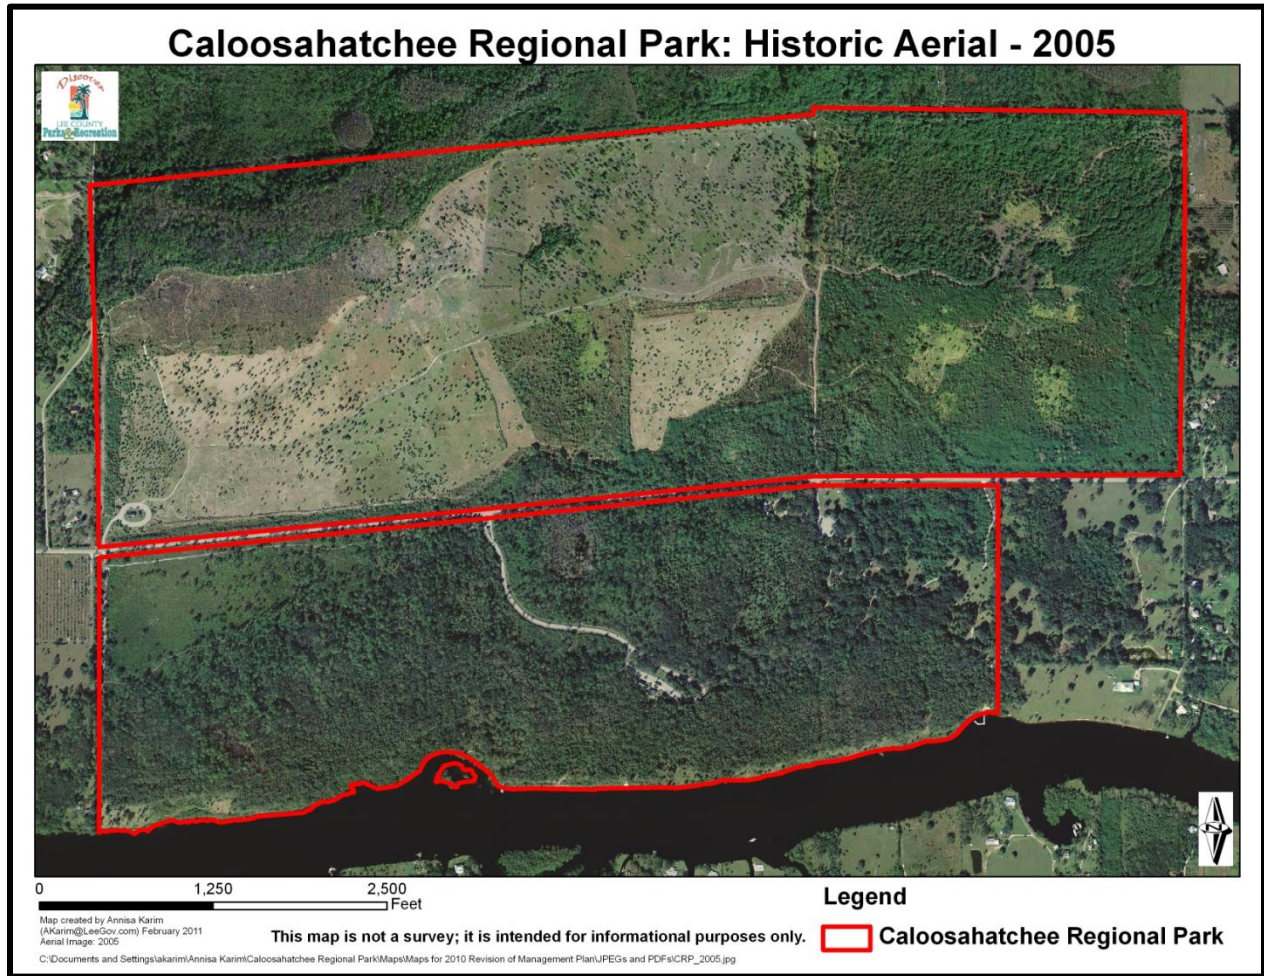 Caloosahatchee Regional Park: Historic Aerial - 2005
Discover
LEE COUNTY
Parks&Recreation
N
0 1,250 2,500
Feet
Map created by Annisa Karim
(AKarim@LeeGov.com) February 2011
Aerial Image: 2005
This map is not a survey; it is intended for informational purposes only.
Legend
Caloosahatchee Regional Park
C:\Documents and Settings\akarim\Annisa Karim\Caloosahatchee Regional Park\Maps\Maps for 2010 Revision of Management Plan\JPEGs and PDFs\CRP_2005.jpg